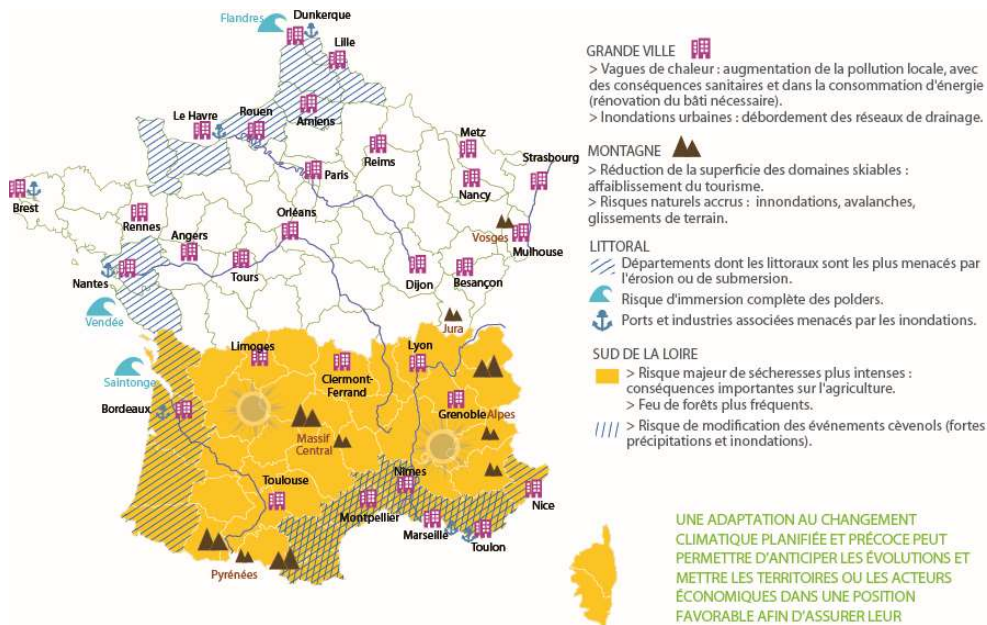 Flandres
Dunkerque
Lille
Le Havre
Rouen
Amiens
Reims
Metz
Strasbourg
Paris
Nancy
Brest
Rennes
Orléans
Vosges
Mulhouse
Angers
Tours
Nantes
Dijon
Besançon
Vendée
Jura
Limoges
Lyon
Saintonge
Clermont-
Ferrand
Bordeaux
Grenoble
Alpes
Massif
Central
Toulouse
Nîmes
Montpellier
Nice
Marseille
Toulon
Pyrénées
GRANDE VILLE
> Vagues de chaleur : augmentation de la pollution locale, avec
des conséquences sanitaires et dans la consommation d'énergie
(rénovation du bâti nécessaire).
> Inondations urbaines : débordement des réseaux de drainage.
MONTAGNE
> Réduction de la superficie des domaines skiables :
affaiblissement du tourisme.
> Risques naturels accrus : innondations, avalanches,
glissements de terrain.
LITTORAL
Départements dont les littoraux sont les plus menacés par
l'érosion ou de submersion.
Risque d'immersion complète des polders.
Ports et industries associées menacés par les inondations.
SUD DE LA LOIRE
> Risque majeur de sécheresses plus intenses :
conséquences importantes sur l'agriculture.
> Feu de forêts plus fréquents.
> Risque de modification des événements cèvenols (fortes
précipitations et inondations).
UNE ADAPTATION AU CHANGEMENT
CLIMATIQUE PLANIFIÉE ET PRÉCOCE PEUT
PERMETTRE D'ANTICIPER LES ÉVOLUTIONS ET
METTRE LES TERRITOIRES OU LES ACTEURS
ÉCONOMIQUES DANS UNE POSITION
FAVORABLE AFIN D'ASSURER LEUR